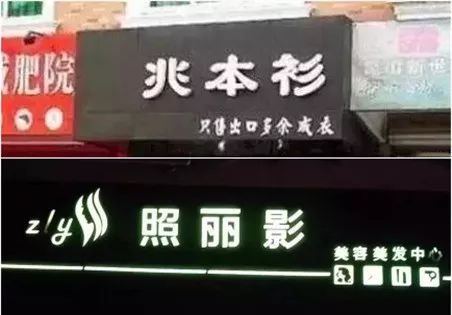 减肥院
兆本衫
只售出口多余成衣
zly
照丽影
美容美发中心